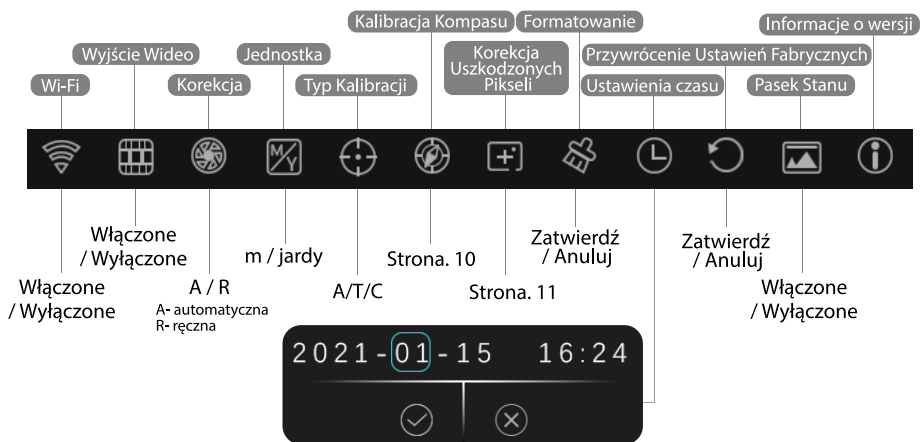 Kalibracja Kompasu
Formatowanie
Informacje o wersji
Wyjście Wideo
Jednostka
Korekcja
Uszkodzonych
Pikseli
Przywrócenie Ustawień Fabrycznych
Wi-Fi
Korekcja
Typ Kalibracji
Ustawienia czasu
Pasek Stanu
M/Y
Włączone
/ Wyłączone
Włączone
/ Wyłączone
A / R
A- automatyczna
R- ręczna
m / jardy
A/T/C
Strona. 10
Strona. 11
Zatwierdź
/ Anuluj
Zatwierdź
/ Anuluj
Włączone
/ Wyłączone
2021-01-15 16:24